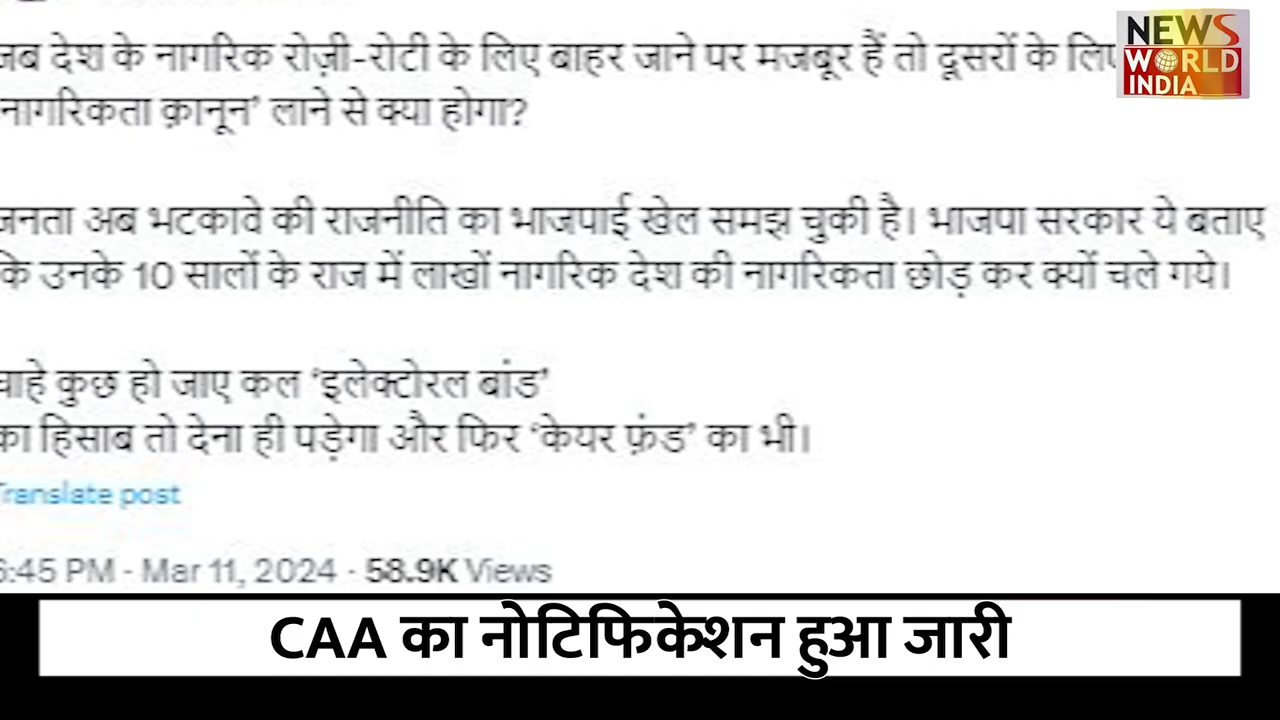 NEWS
WORLD
INDIA
जब देश के नागरिक रोज़ी-रोटी के लिए बाहर जाने पर मजबूर हैं तो दूसरों के लिए
'नागरिकता क़ानून' लाने से क्या होगा?
जनता अब भटकावे की राजनीति का भाजपाई खेल समझ चुकी है। भाजपा सरकार ये बताए
कि उनके 10 सालों के राज में लाखों नागरिक देश की नागरिकता छोड़ कर क्यों चले गये।
चाहे कुछ हो जाए कल 'इलेक्टोरल बांड'
का हिसाब तो देना ही पड़ेगा और फिर 'केयर फ़ंड' का भी।
Translate post
6:45 PM · Mar 11, 2024 · 58.9K Views
CAA का नोटिफिकेशन हुआ जारी